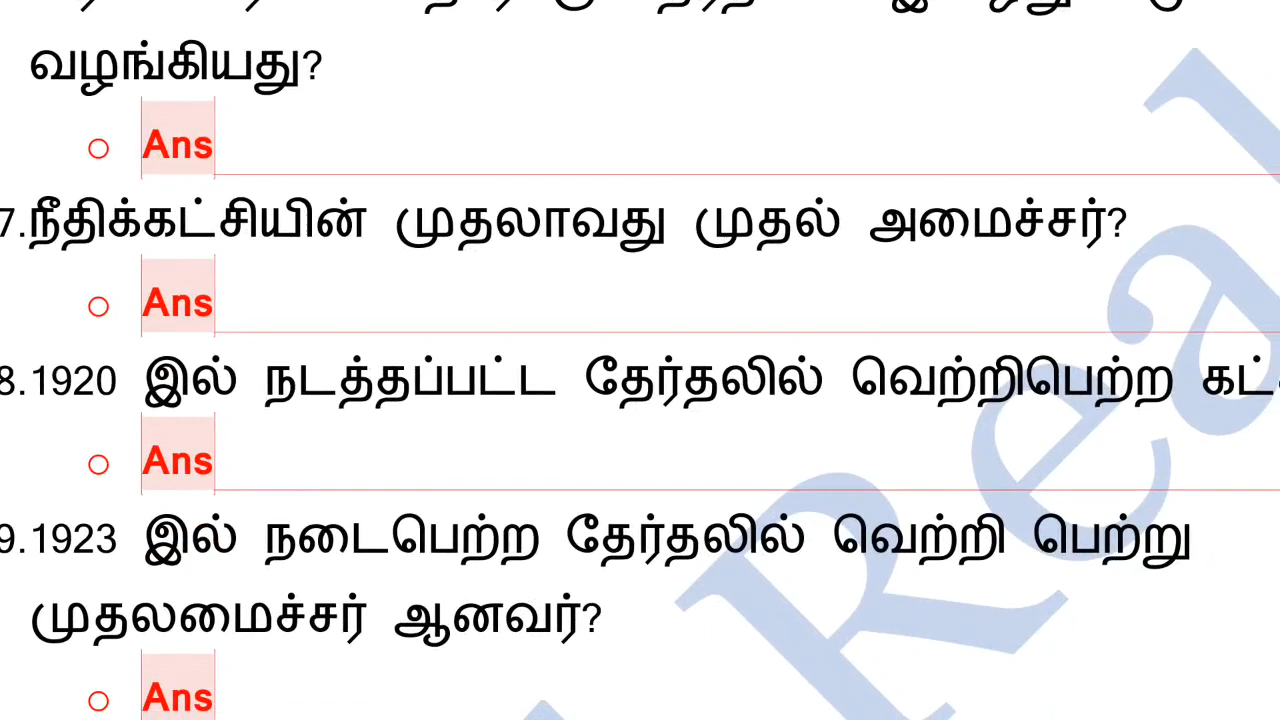 வழங்கியது?
○ Ans
7.நீதிக்கட்சியின் முதலாவது முதல் அமைச்சர்?
○ Ans
8.1920 இல் நடத்தப்பட்ட தேர்தலில் வெற்றிபெற்ற
○ Ans
9.1923 இல் நடைபெற்ற தேர்தலில் வெற்றி பெற்று
முதலமைச்சர் ஆனவர்?
○ Ans
Real